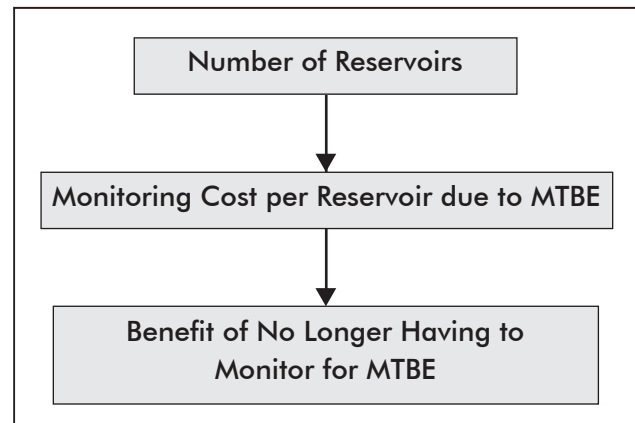 Number of Reservoirs
Monitoring Cost per Reservoir due to MTBE
Benefit of No Longer Having to
Monitor for MTBE